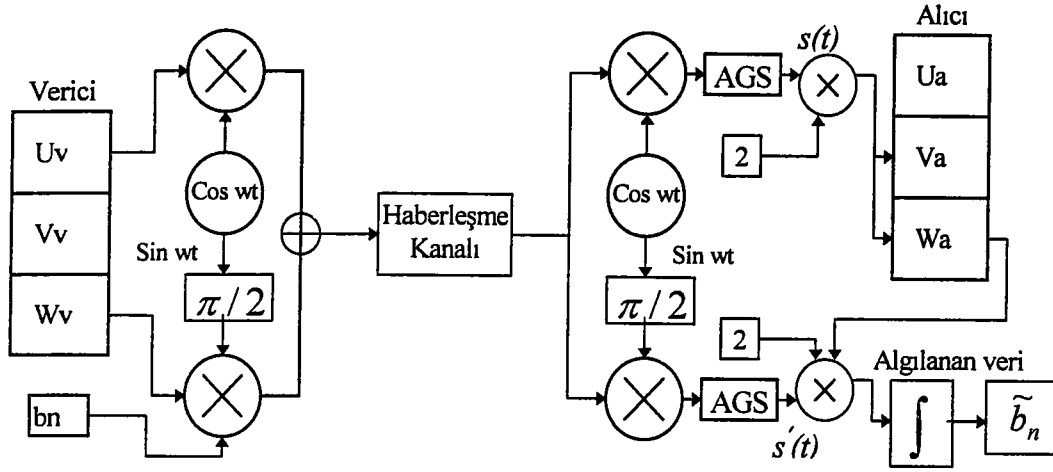 Verici
Uv
Vv
Wv
bn
Cos wt
Sin wt
π / 2
Haberleşme
Kanalı
Cos wt
Sin wt
π / 2
AGS
s(t)
2
Alıcı
Ua
Va
Wa
2
AGS
s'(t)
Algılanan veri
∫
b̃ₙ